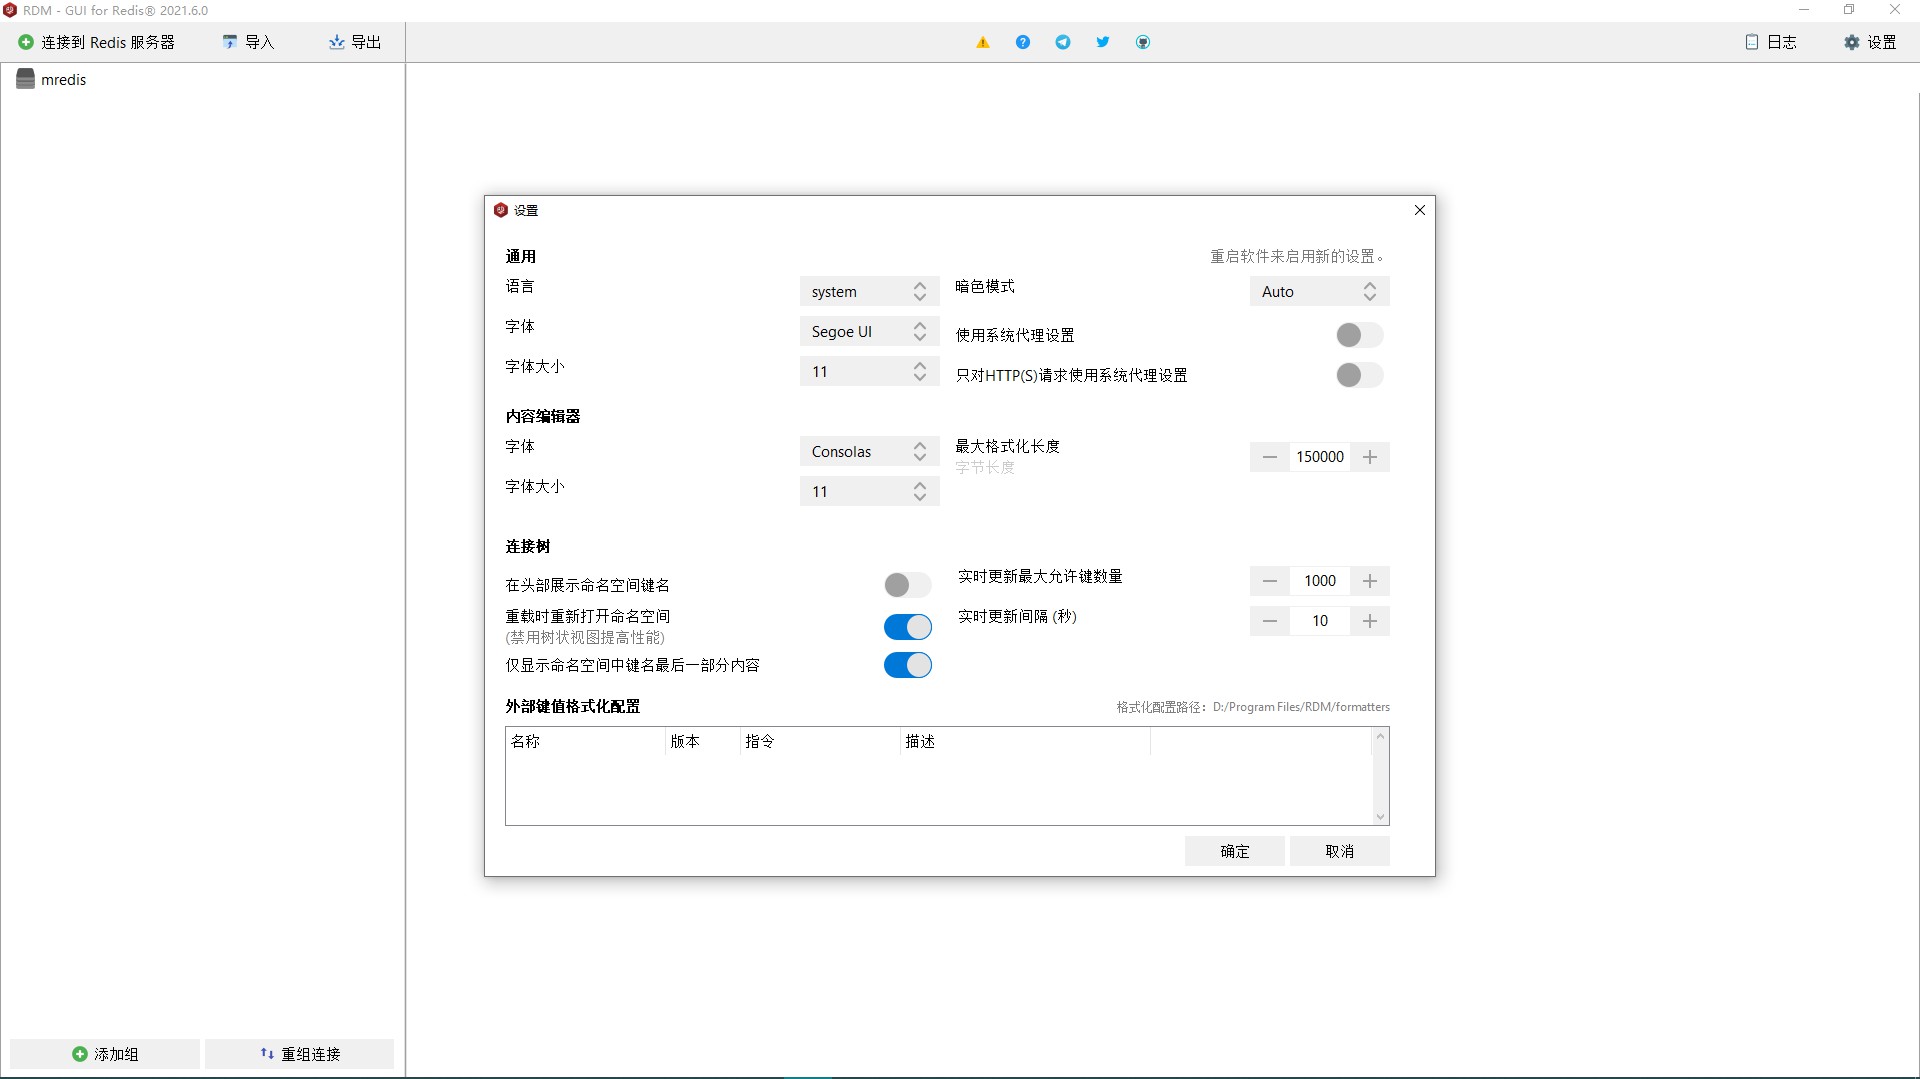 RDM - GUI for Redis® 2021.6.0
连接到 Redis 服务器
导入
导出
日志
设置
mredis
设置
通用
重启软件来启用新的设置。
语言
system
暗色模式
Auto
字体
Segoe UI
使用系统代理设置
字体大小
11
只对HTTP(S)请求使用系统代理设置
内容编辑器
字体
Consolas
最大格式化长度
字节长度
150000
字体大小
11
连接树
在头部展示命名空间键名
实时更新最大允许键数量
1000
重载时重新打开命名空间
(禁用树状视图提高性能)
实时更新间隔 (秒)
10
仅显示命名空间中键名最后一部分内容
外部键值格式化配置
格式化配置路径：D:/Program Files/RDM/formatters
名称
版本
指令
描述
确定
取消
添加组
重组连接